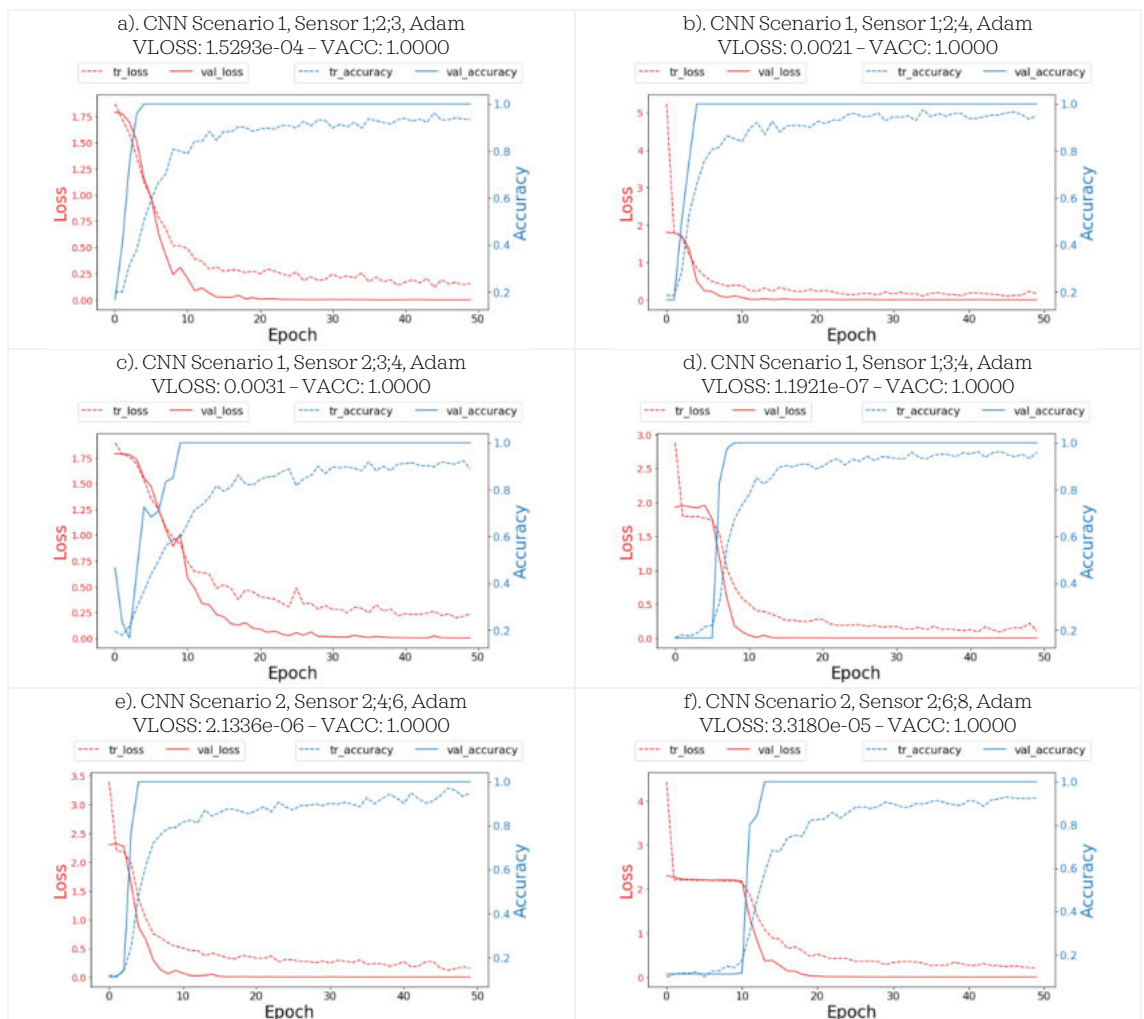 a). CNN Scenario 1, Sensor 1;2;3, Adam
VLOSS: 1.5293e-04 – VACC: 1.0000
tr_loss val_loss tr_accuracy val_accuracy
1.75
1.50
1.25
1.00
0.75
0.50
0.25
0.00
Loss
1.0
0.8
0.6
0.4
0.2
Accuracy
0 10 20 30 40 50
Epoch
b). CNN Scenario 1, Sensor 1;2;4, Adam
VLOSS: 0.0021 – VACC: 1.0000
tr_loss val_loss tr_accuracy val_accuracy
5
4
3
2
1
0
Loss
1.0
0.8
0.6
0.4
0.2
Accuracy
0 10 20 30 40 50
Epoch
c). CNN Scenario 1, Sensor 2;3;4, Adam
VLOSS: 0.0031 – VACC: 1.0000
tr_loss val_loss tr_accuracy val_accuracy
1.75
1.50
1.25
1.00
0.75
0.50
0.25
0.00
Loss
1.0
0.8
0.6
0.4
0.2
Accuracy
0 10 20 30 40 50
Epoch
d). CNN Scenario 1, Sensor 1;3;4, Adam
VLOSS: 1.1921e-07 – VACC: 1.0000
tr_loss val_loss tr_accuracy val_accuracy
3.0
2.5
2.0
1.5
1.0
0.5
0.0
Loss
1.0
0.8
0.6
0.4
0.2
Accuracy
0 10 20 30 40 50
Epoch
e). CNN Scenario 2, Sensor 2;4;6, Adam
VLOSS: 2.1336e-06 – VACC: 1.0000
tr_loss val_loss tr_accuracy val_accuracy
3.5
3.0
2.5
2.0
1.5
1.0
0.5
0.0
Loss
1.0
0.8
0.6
0.4
0.2
Accuracy
0 10 20 30 40 50
Epoch
f). CNN Scenario 2, Sensor 2;6;8, Adam
VLOSS: 3.3180e-05 – VACC: 1.0000
tr_loss val_loss tr_accuracy val_accuracy
4
3
2
1
0
Loss
1.0
0.8
0.6
0.4
0.2
Accuracy
0 10 20 30 40 50
Epoch